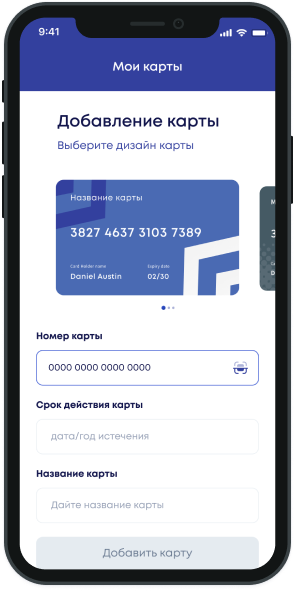 9:41
Мои карты
Добавление карты
Выберите дизайн карты
Название карты
3827 4637 3103 7389
Card Holder name
Expiry date
Daniel Austin
02/30
Номер карты
0000 0000 0000 0000
Срок действия карты
дата/год истечения
Название карты
Дайте название карты
Добавить карту